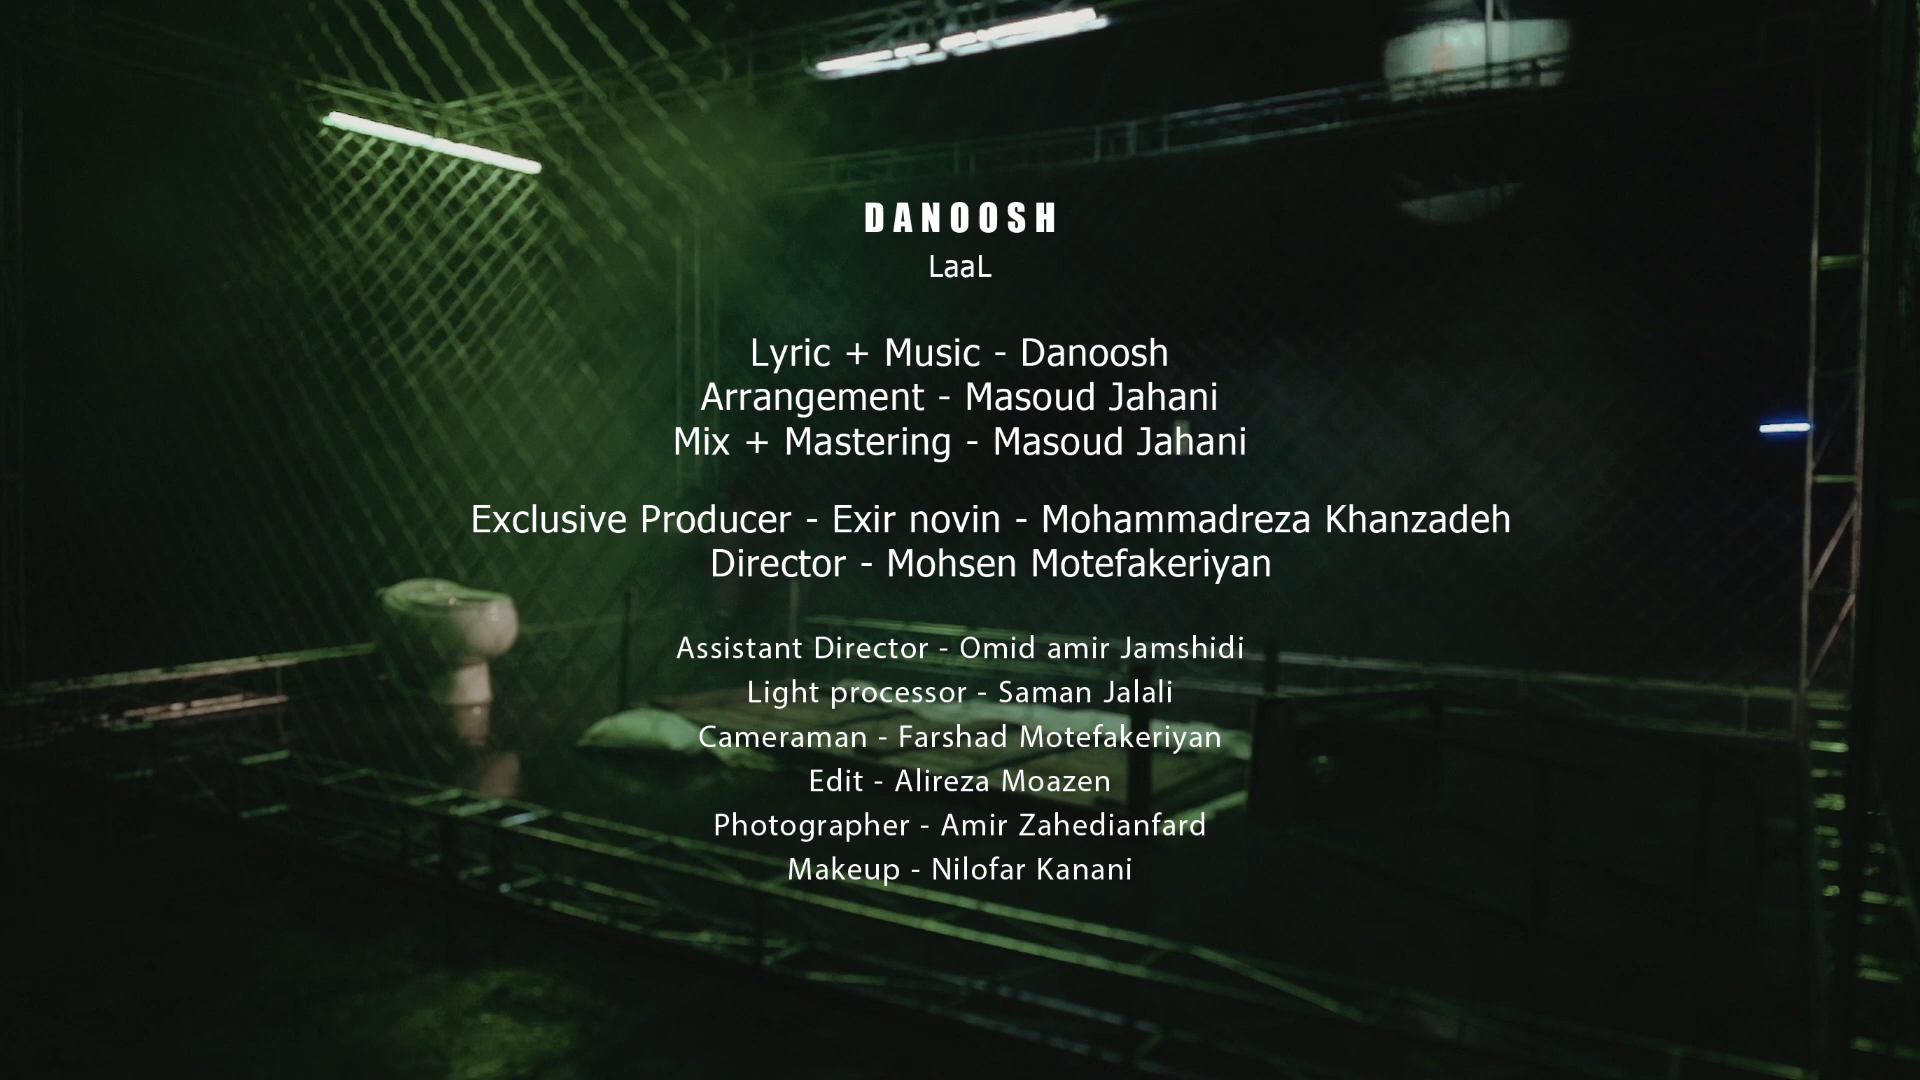 DANOOSH
LaaL
Lyric + Music - Danoosh
Arrangement - Masoud Jahani
Mix + Mastering - Masoud Jahani
Exclusive Producer - Exir novin - Mohammadreza Khanzadeh
Director - Mohsen Motefakeriyan
Assistant Director - Omid amir Jamshidi
Light processor - Saman Jalali
Cameraman - Farshad Motefakeriyan
Edit - Alireza Moazen
Photographer - Amir Zahedianfard
Makeup - Nilofar Kanani